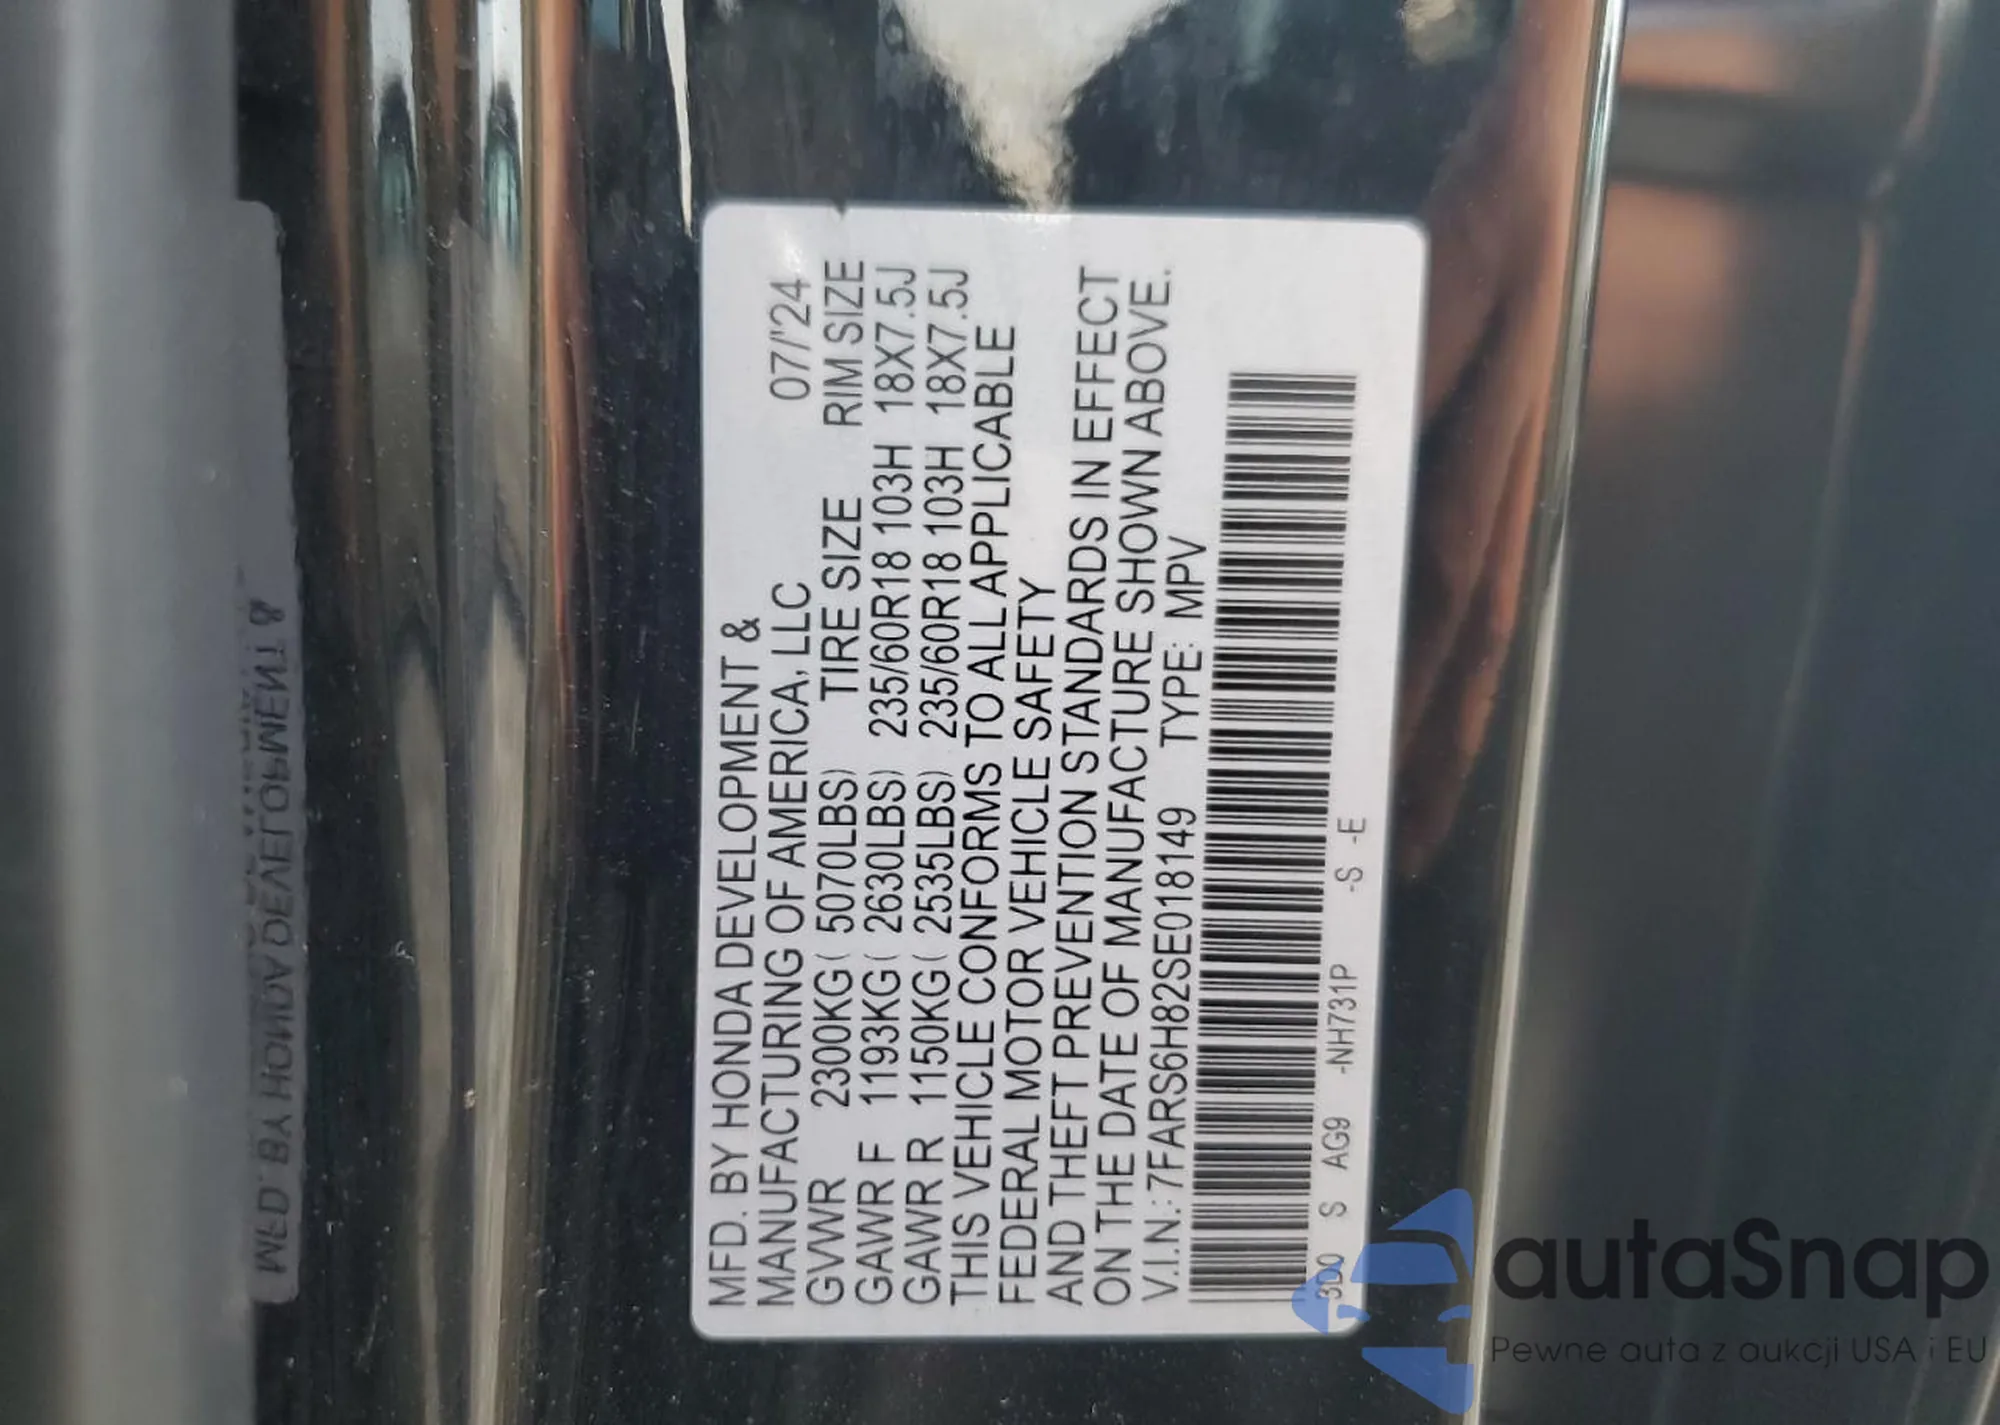 MFD. BY HONDA DEVELOPMENT &
MANUFACTURING OF AMERICA, LLC 07/'24
GVWR 2300KG( 5070LBS) TIRE SIZE RIM SIZE
GAWR F 1193KG( 2630LBS) 235/60R18 103H 18X7.5J
GAWR R 1150KG( 2535LBS) 235/60R18 103H 18X7.5J
THIS VEHICLE CONFORMS TO ALL APPLICABLE
FEDERAL MOTOR VEHICLE SAFETY
AND THEFT PREVENTION STANDARDS IN EFFECT
ON THE DATE OF MANUFACTURE SHOWN ABOVE.
V.I.N.: 7FARS6H82SE018149 TYPE: MPV
3D0 S AG9 -NH731P -S -E
MFD. BY HONDA DEVELOPMENT &
autaSnap
Pewne auta z aukcji USA i EU